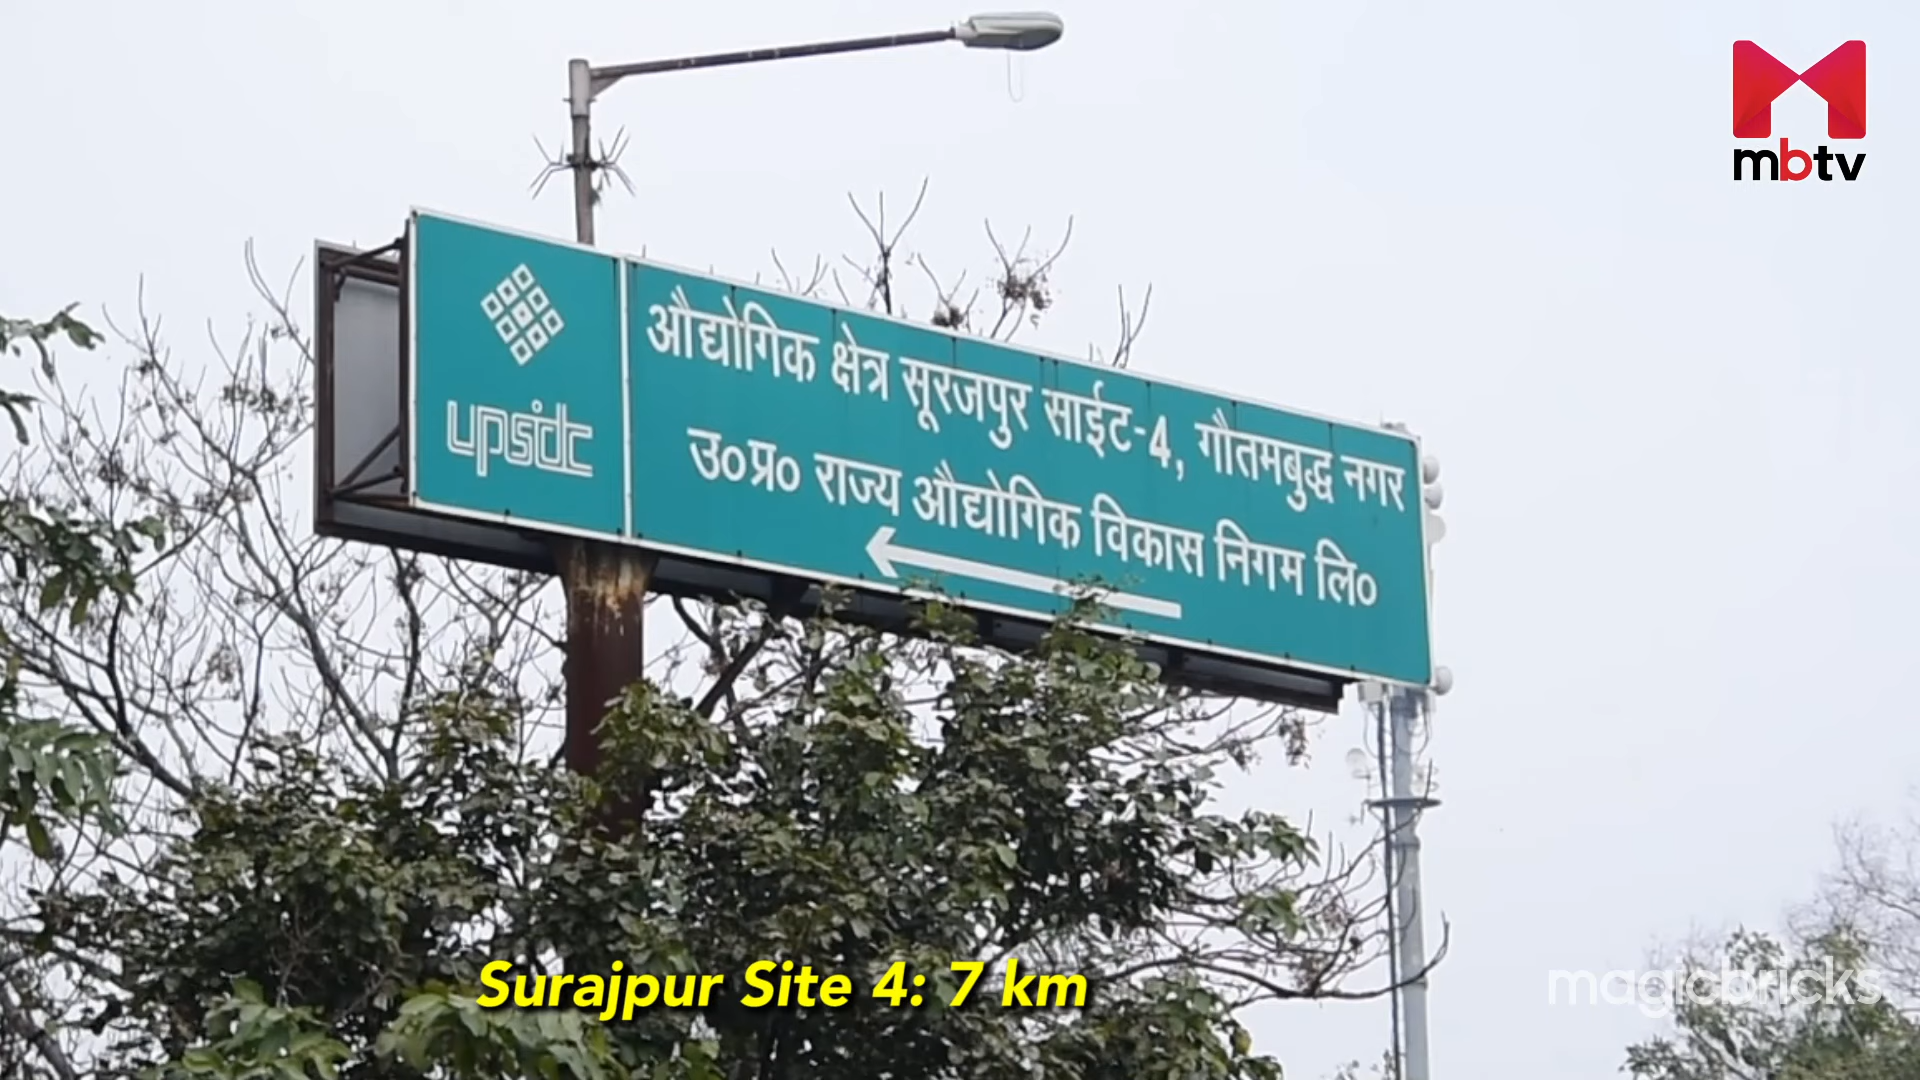 mbtv
upsidc
औद्योगिक क्षेत्र सूरजपुर साईट-4, गौतमबुद्ध नगर
उ०प्र० राज्य औद्योगिक विकास निगम लि०
Surajpur Site 4: 7 km
magicbricks